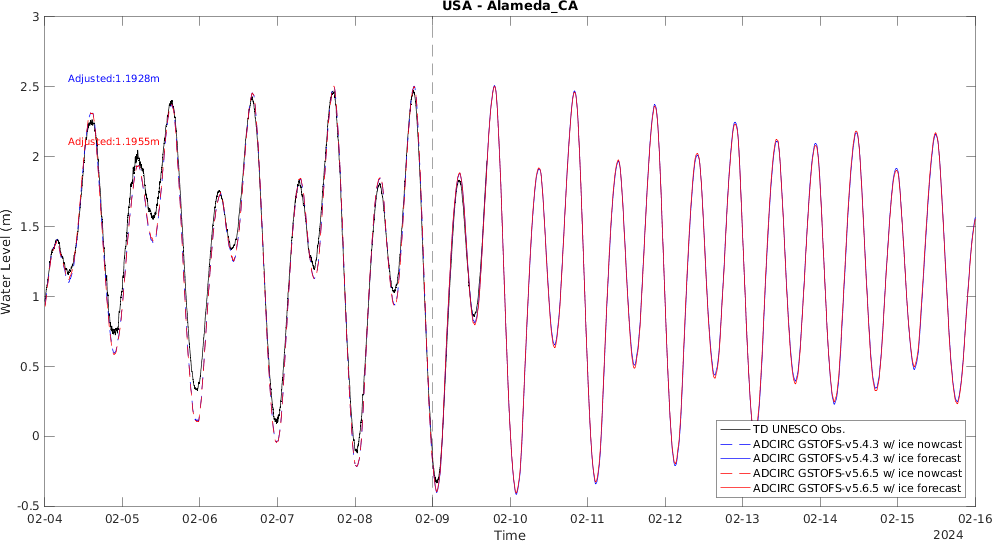 USA - Alameda_CA
3
2.5
2
1.5
1
0.5
0
-0.5
Water Level (m)
Adjusted:1.1928m
Adjusted:1.1955m
TD UNESCO Obs.
ADCIRC GSTOFS-v5.4.3 w/ ice nowcast
ADCIRC GSTOFS-v5.4.3 w/ ice forecast
ADCIRC GSTOFS-v5.6.5 w/ ice nowcast
ADCIRC GSTOFS-v5.6.5 w/ ice forecast
02-04 02-05 02-06 02-07 02-08 02-09 02-10 02-11 02-12 02-13 02-14 02-15 02-16
Time
2024